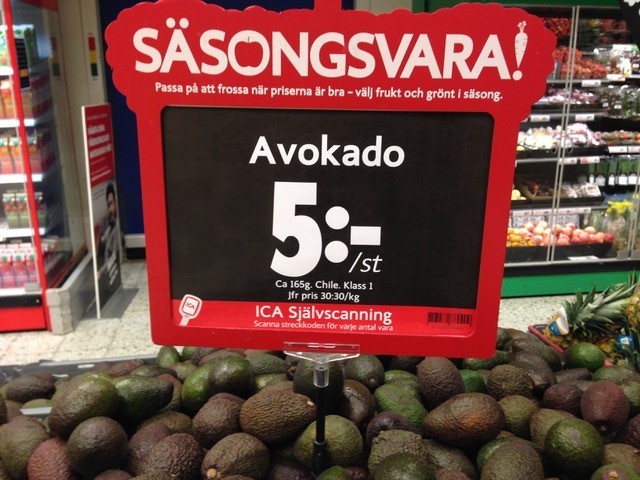 SÄSONGSVARA!
Passa på att frossa när priserna är bra – välj frukt och grönt i säsong.
Avokado
5:-/st
Ca 165g. Chile. Klass 1
Jfr pris 30:30/kg
ICA
ICA Självscanning
Scanna streckkoden för varje antal vara